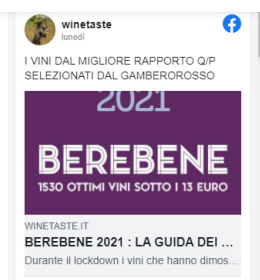 winetaste
lunedì
I VINI DAL MIGLIORE RAPPORTO Q/P
SELEZIONATI DAL GAMBEROROSSO
2021
BEREBENE
1530 OTTIMI VINI SOTTO I 13 EURO
WINETASTE.IT
BEREBENE 2021 : LA GUIDA DEI ...
Durante il lockdown i vini che hanno dimos...